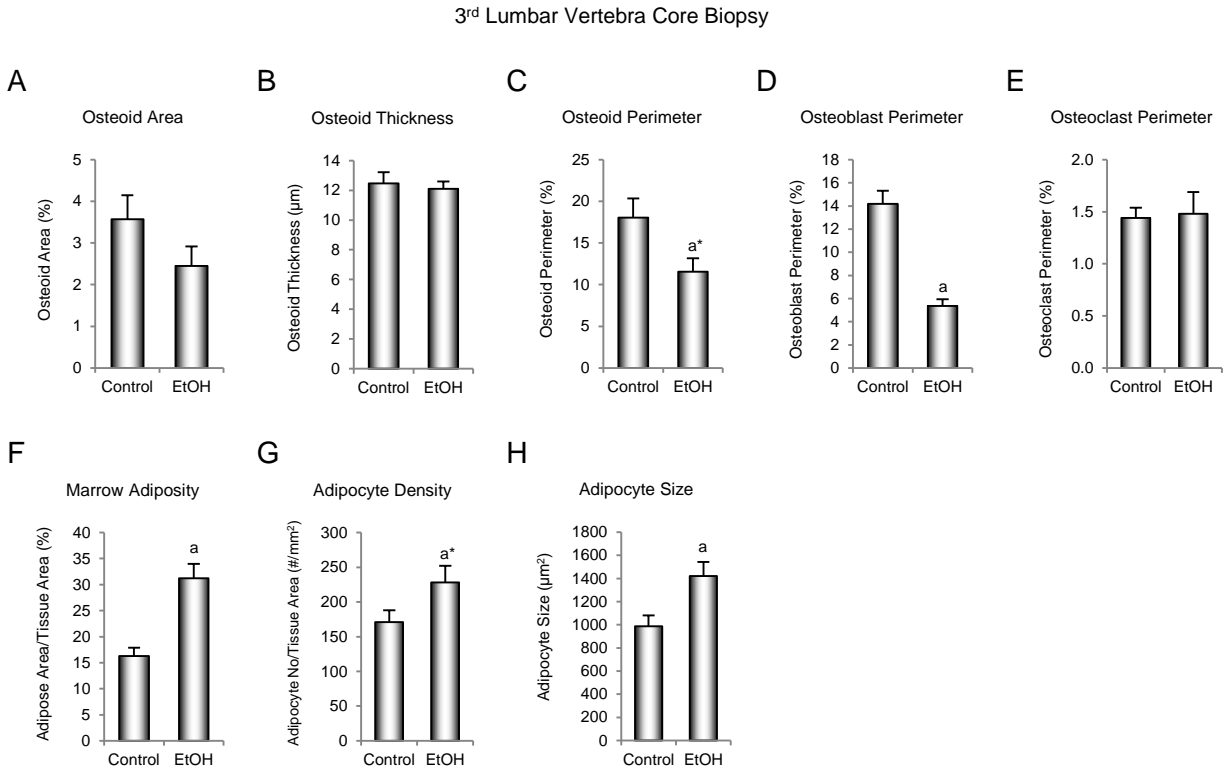 3rd Lumbar Vertebra Core Biopsy
A
Osteoid Area
Osteoid Area (%)
5
4
3
2
1
0
Control EtOH
B
Osteoid Thickness
Osteoid Thickness (µm)
14
12
10
8
6
4
2
0
Control EtOH
C
Osteoid Perimeter
Osteoid Perimeter (%)
25
20
15
10
5
0
a*
Control EtOH
D
Osteoblast Perimeter
Osteoblast Perimeter (%)
18
16
14
12
10
8
6
4
2
0
a
Control EtOH
E
Osteoclast Perimeter
Osteoclast Perimeter (%)
2.0
1.5
1.0
0.5
0.0
Control EtOH
F
Marrow Adiposity
Adipose Area/Tissue Area (%)
40
35
30
25
20
15
10
5
0
a
Control EtOH
G
Adipocyte Density
Adipocyte No/Tissue Area (#/mm²)
300
250
200
150
100
50
0
a*
Control EtOH
H
Adipocyte Size
Adipocyte Size (µm²)
1800
1600
1400
1200
1000
800
600
400
200
0
a
Control EtOH